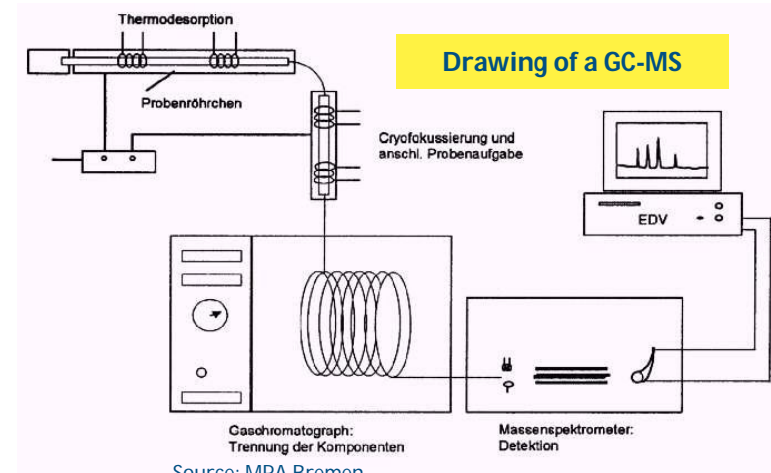 Thermodesorption
Drawing of a GC-MS
Probenröhrchen
Cryofokussierung und
anschl. Probenaufgabe
EDV
Gaschromatograph:
Trennung der Komponenten
Massenspektrometer:
Detektion
Source: MPA Bremen